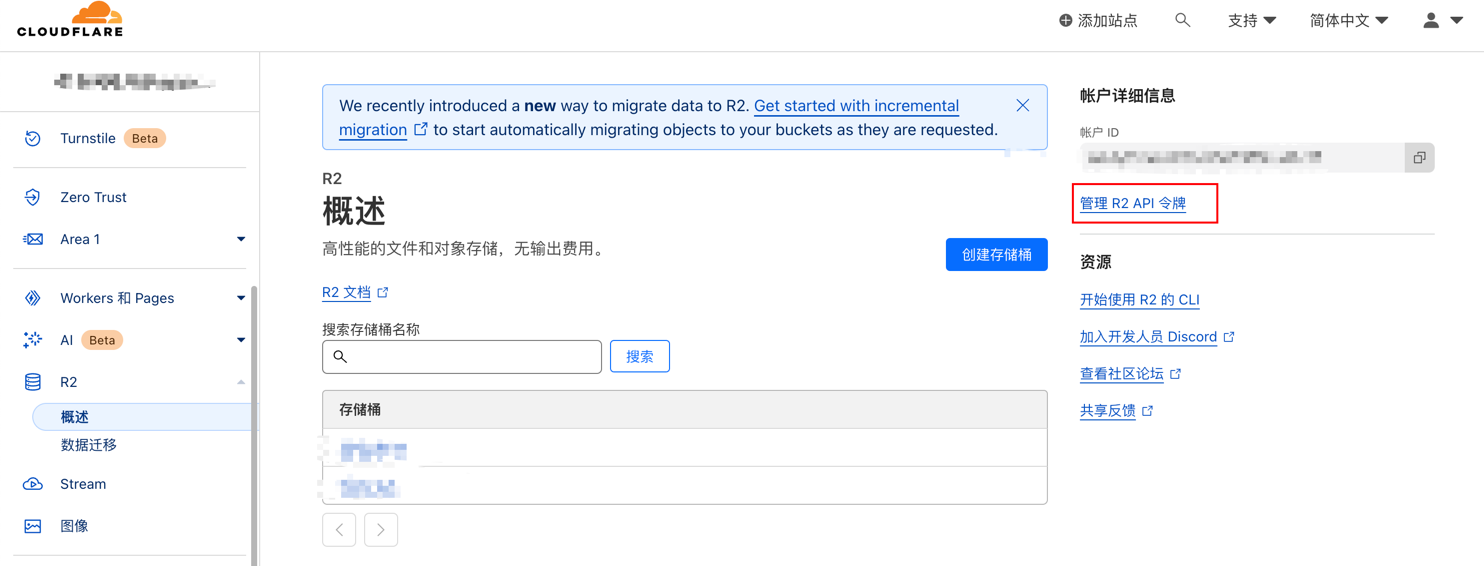 CLOUDFLARE
添加站点
支持
简体中文
Turnstile Beta
Zero Trust
Area 1
Workers 和 Pages
AI Beta
R2
概述
数据迁移
Stream
图像
We recently introduced a new way to migrate data to R2. Get started with incremental
migration to start automatically migrating objects to your buckets as they are requested.
R2
概述
高性能的文件和对象存储，无输出费用。
创建存储桶
R2 文档
搜索存储桶名称
搜索
存储桶
帐户详细信息
帐户 ID
管理 R2 API 令牌
资源
开始使用 R2 的 CLI
加入开发人员 Discord
查看社区论坛
共享反馈